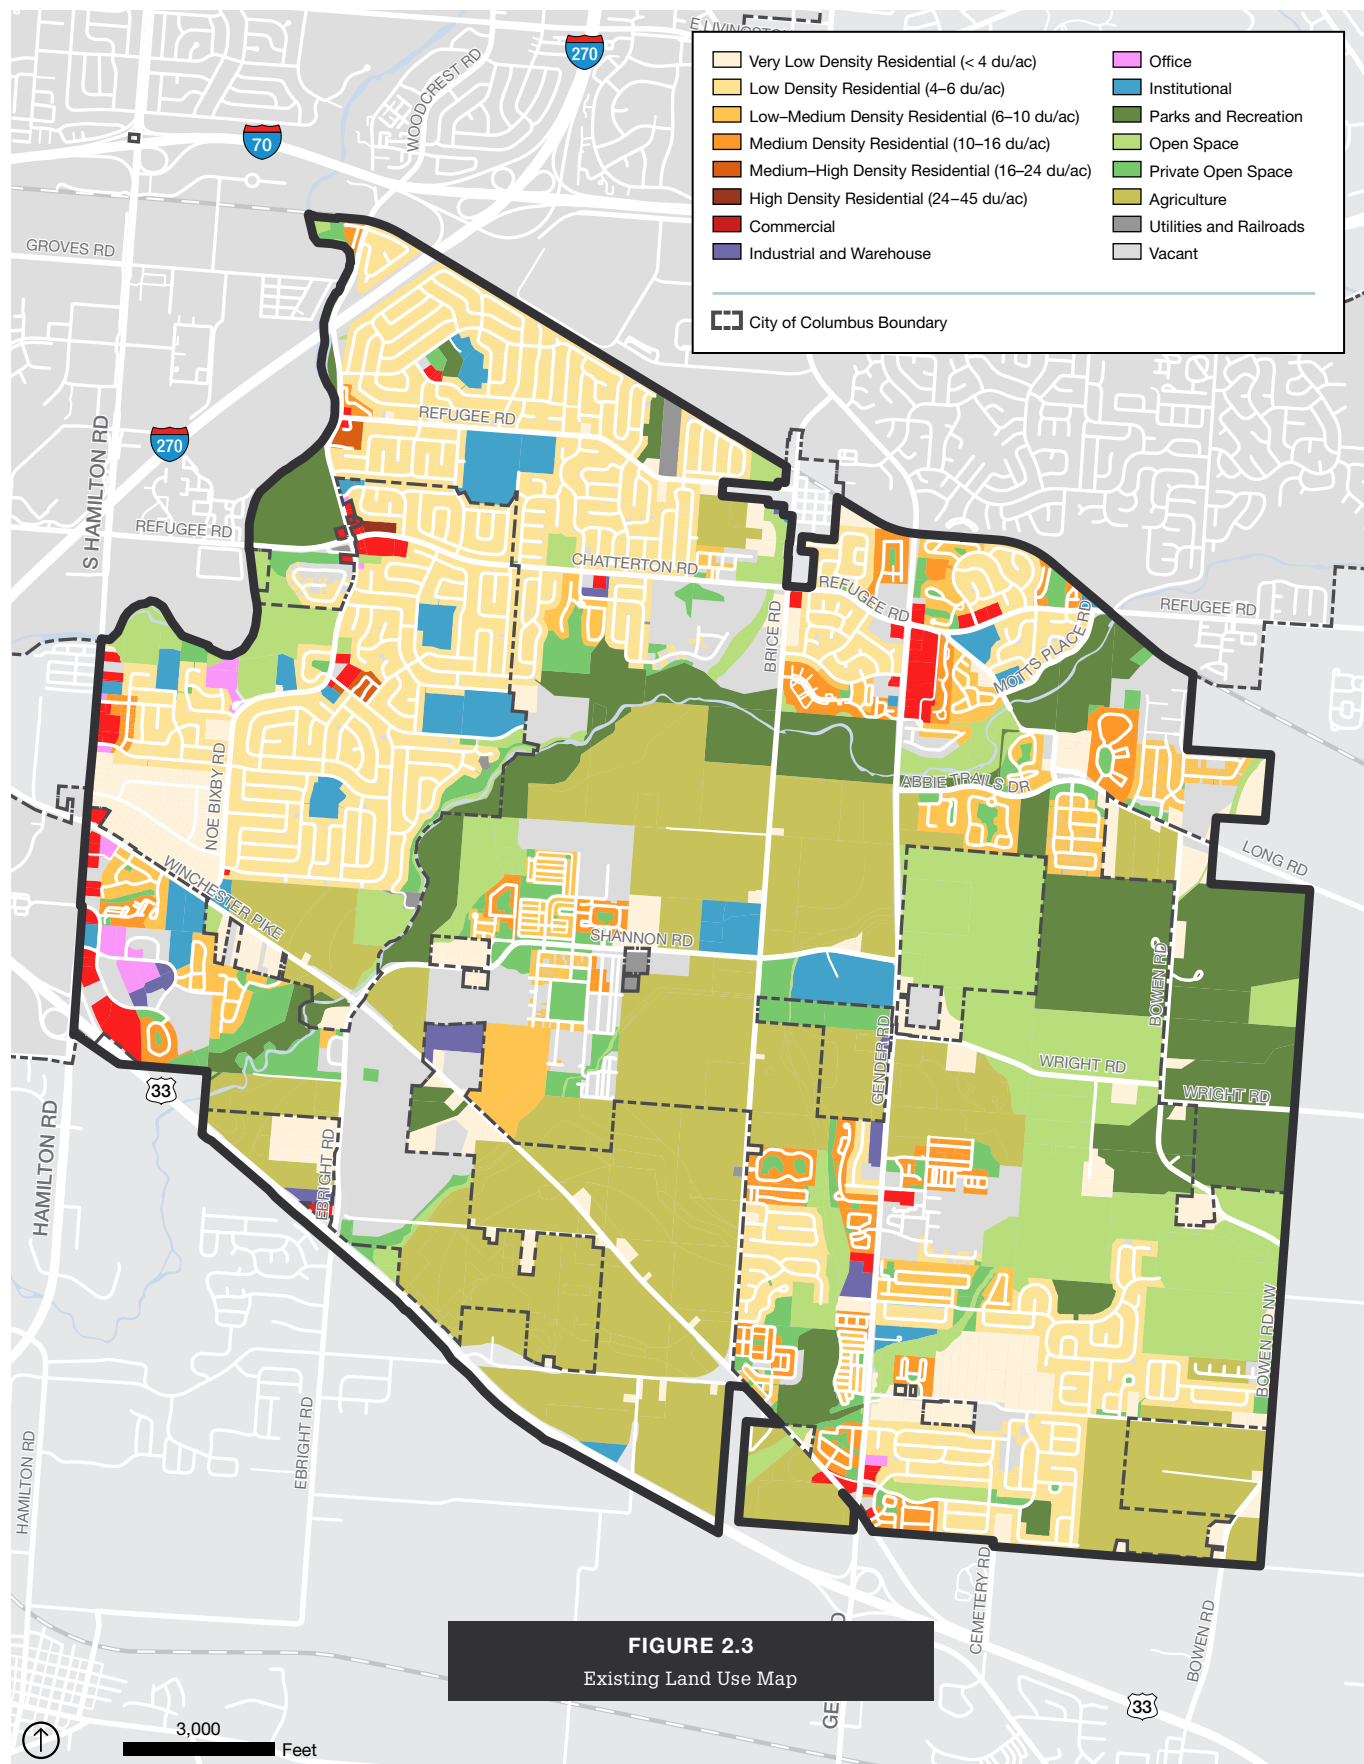 E LIVINGSTON
270
WOODCREST RD
70
Very Low Density Residential (< 4 du/ac)
Low Density Residential (4–6 du/ac)
Low–Medium Density Residential (6–10 du/ac)
Medium Density Residential (10–16 du/ac)
Medium–High Density Residential (16–24 du/ac)
High Density Residential (24–45 du/ac)
Commercial
Industrial and Warehouse
Office
Institutional
Parks and Recreation
Open Space
Private Open Space
Agriculture
Utilities and Railroads
Vacant
City of Columbus Boundary
GROVES RD
REFUGEE RD
S HAMILTON RD
270
REFUGEE RD
CHATTERTON RD
REFUGEE RD
REFUGEE RD
BRICE RD
MOTTS PLACE RD
NOE BIXBY RD
ABBIE TRAILS DR
LONG RD
WINCHESTER PIKE
SHANNON RD
BOWEN RD
GENDER RD
WRIGHT RD
WRIGHT RD
33
HAMILTON RD
EBRIGHT RD
BOWEN RD NW
EBRIGHT RD
HAMILTON RD
CEMETERY RD
BOWEN RD
FIGURE 2.3
Existing Land Use Map
GE
D
33
3,000
Feet